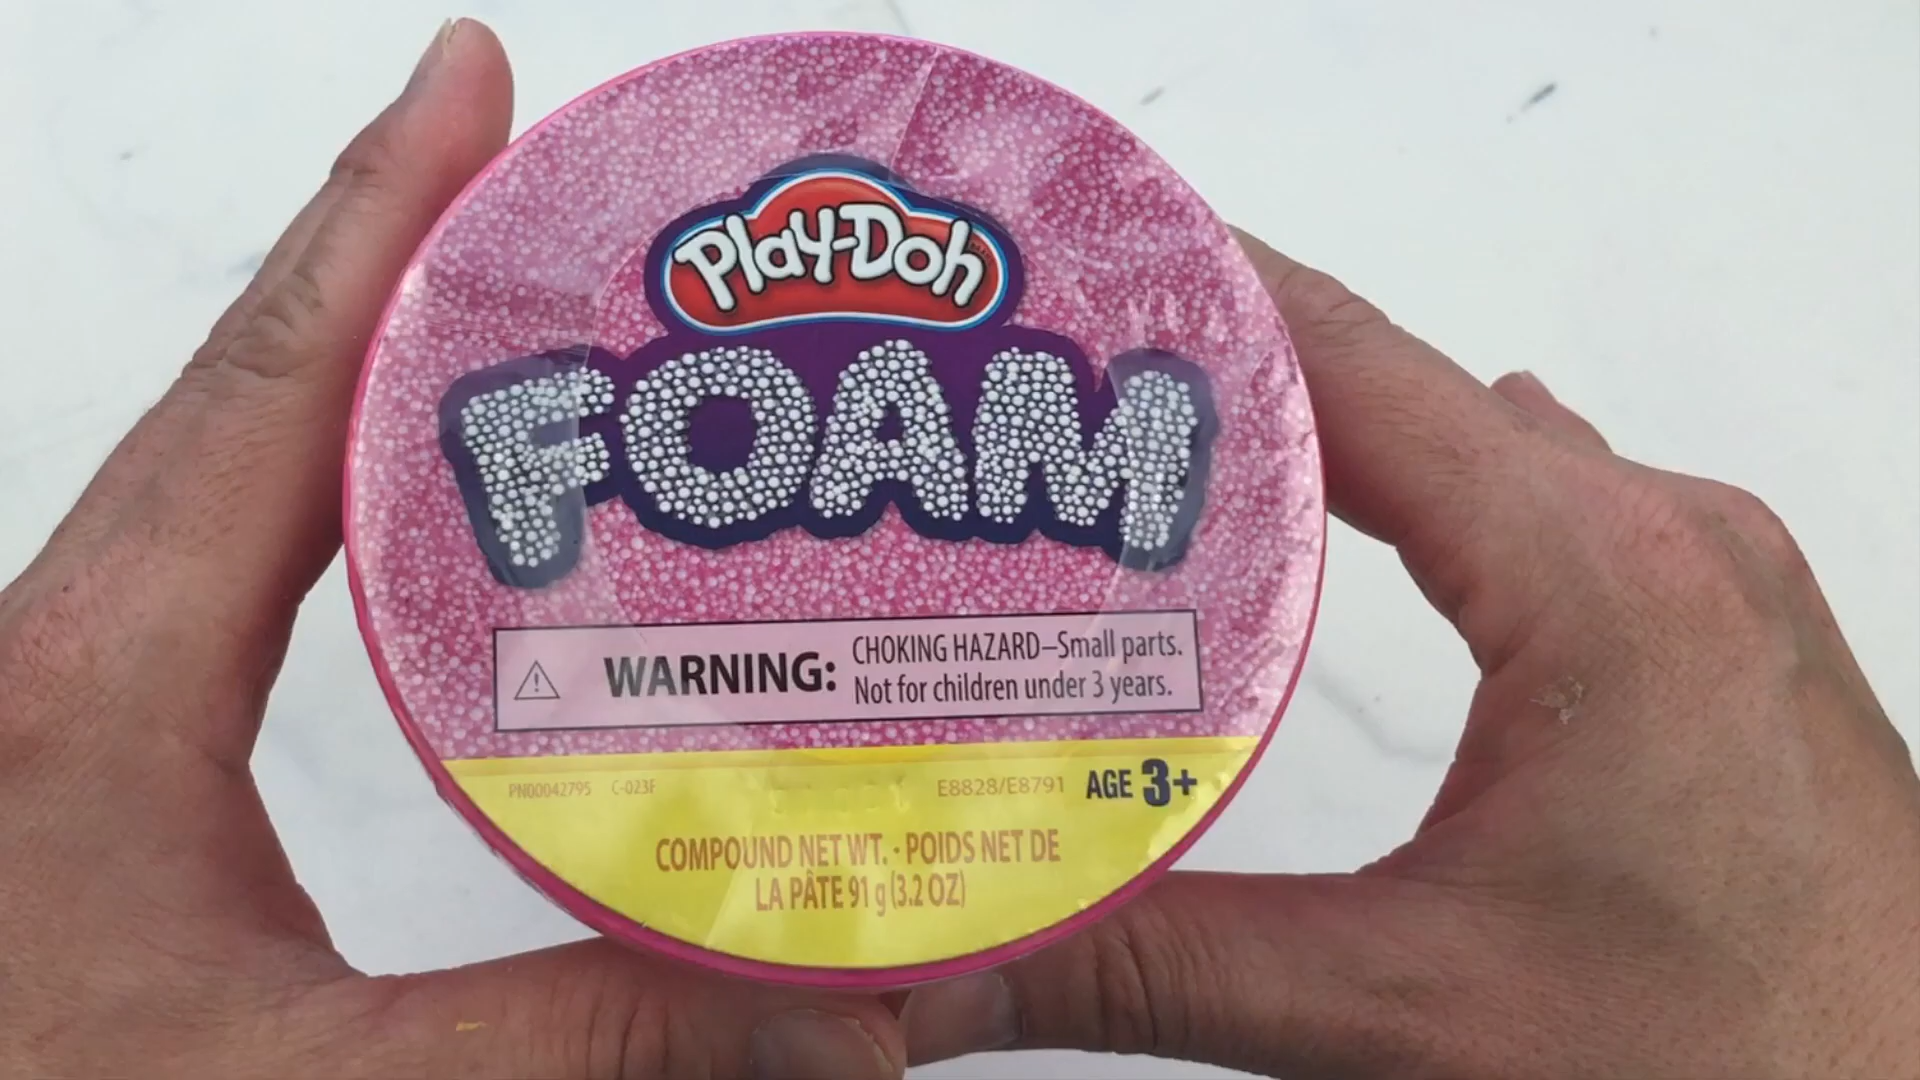 Play-Doh
FOAM
WARNING: CHOKING HAZARD–Small parts.
Not for children under 3 years.
PN00042795 C-023F E8828/E8791 AGE 3+
COMPOUND NET WT. · POIDS NET DE
LA PÂTE 91 g (3.2 OZ)